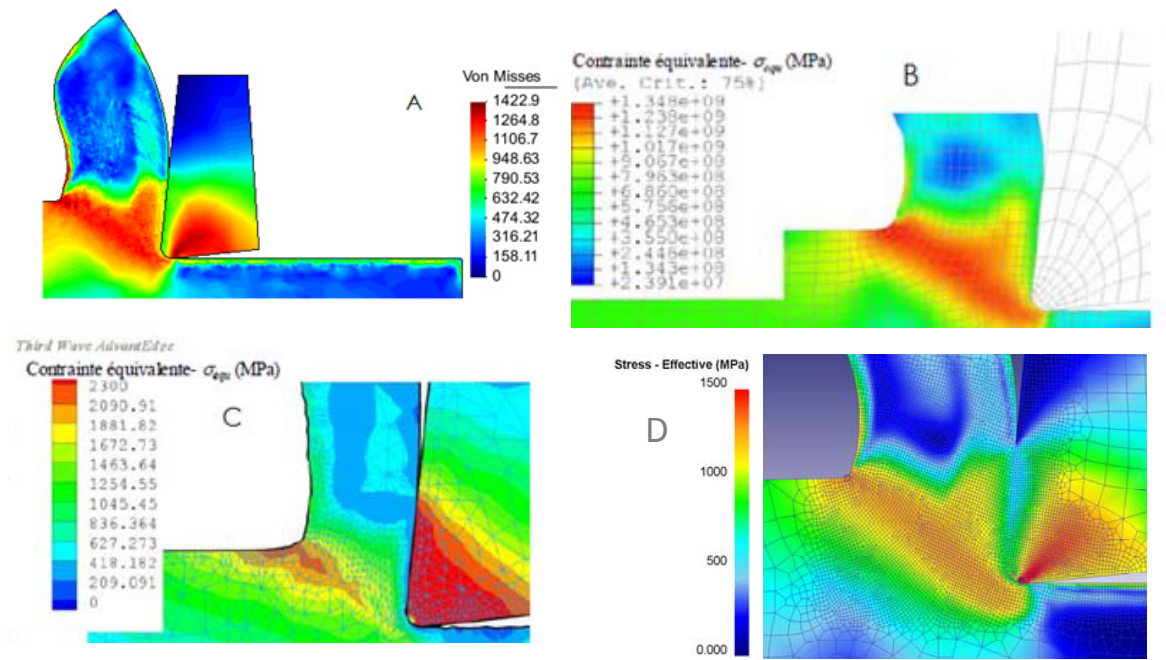 A
Von Misses
1422.9
1264.8
1106.7
948.63
790.53
632.42
474.32
316.21
158.11
0
Contrainte équivalente- σequ (MPa)
(Ave. Crit.: 75%)
B
+1.348e+09
+1.238e+09
+1.127e+09
+1.017e+09
+9.067e+08
+7.963e+08
+6.860e+08
+5.756e+08
+4.653e+08
+3.550e+08
+2.446e+08
+1.343e+08
+2.391e+07
Third Wave AdvantEdge
Contrainte équivalente- σequ (MPa)
C
2300
2090.91
1881.82
1672.73
1463.64
1254.55
1045.45
836.364
627.273
418.182
209.091
0
Stress - Effective (MPa)
D
1500
1000
500
0.000